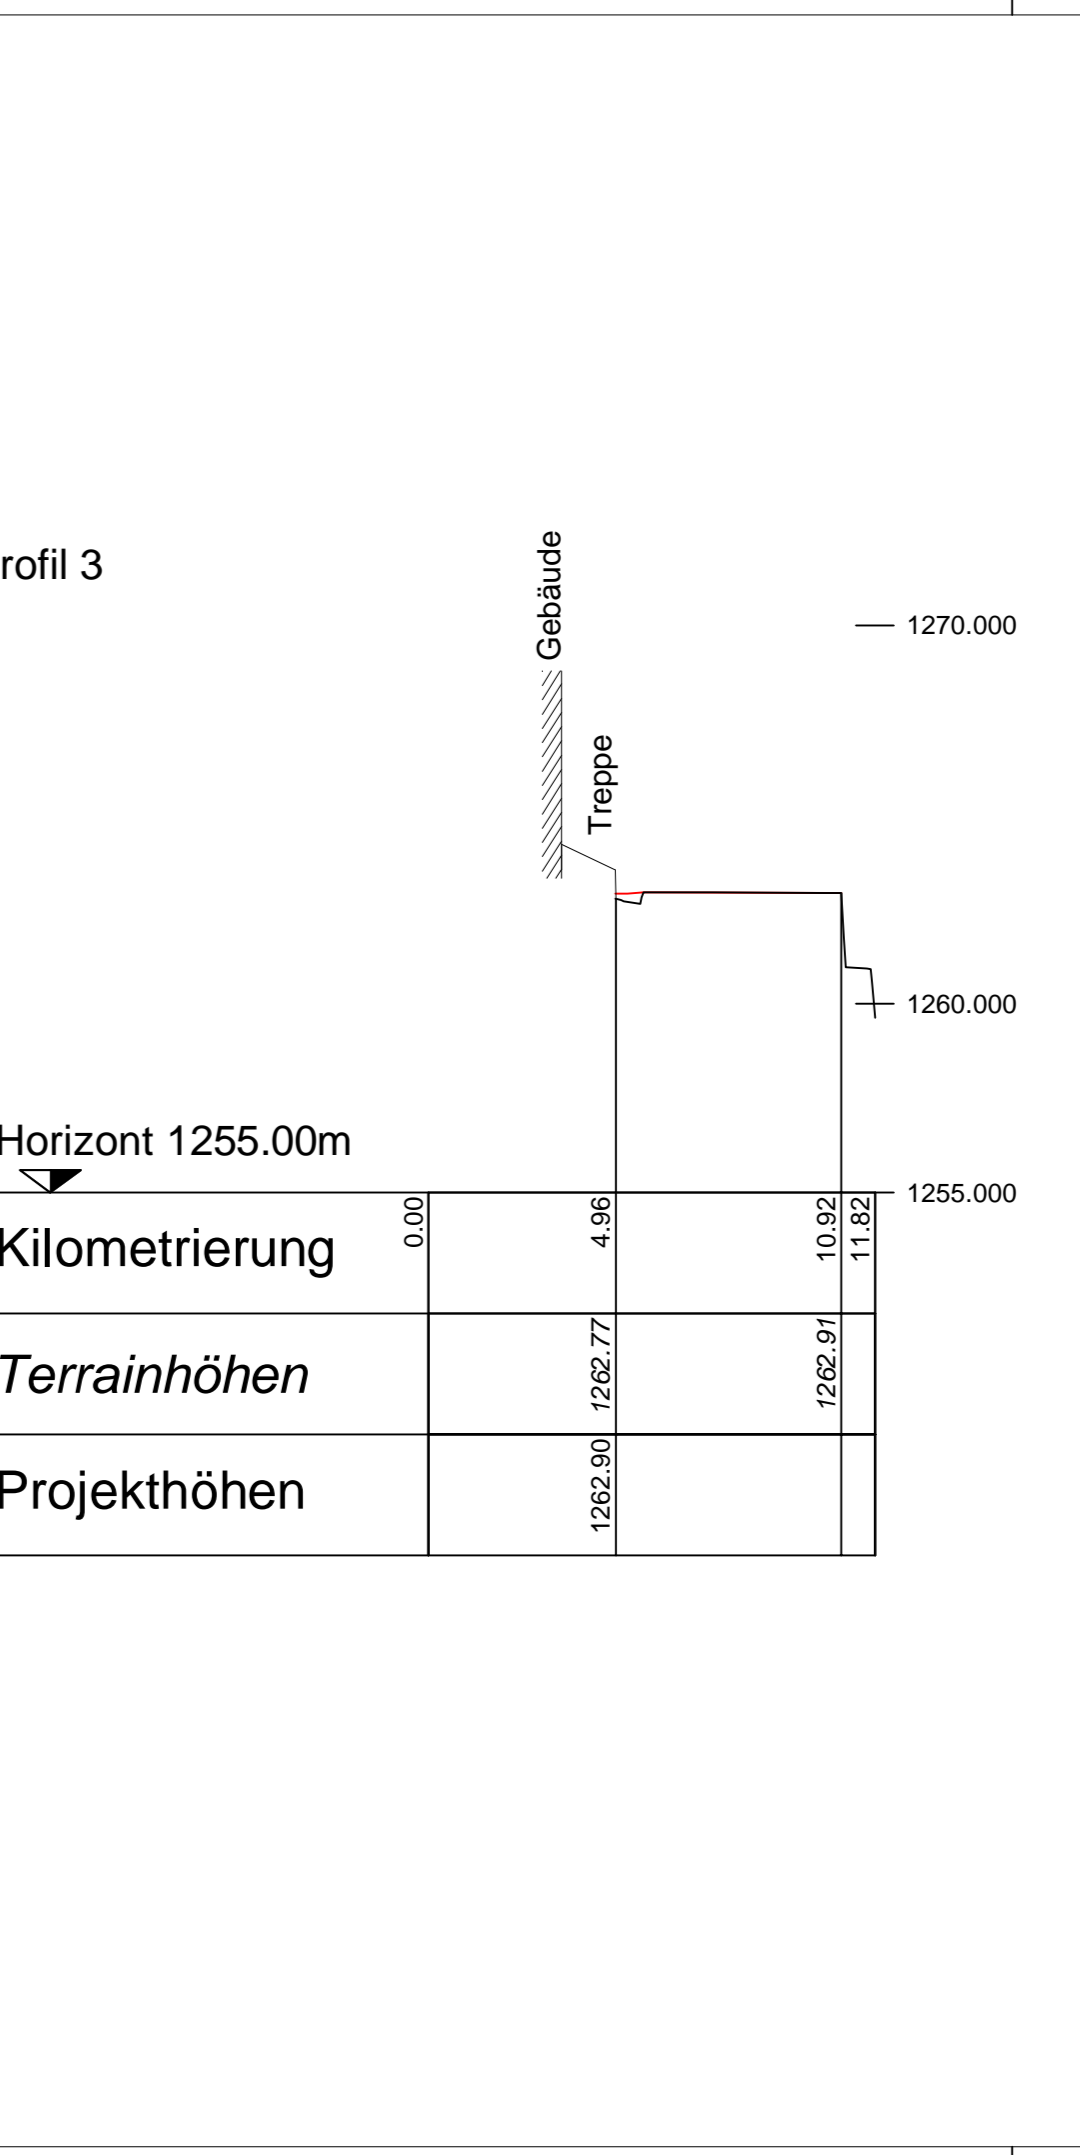 rofil 3
Gebäude
Treppe
1270.000
1260.000
Horizont 1255.00m
1255.000
Kilometrierung 0.00 4.96 10.92 11.82
Terrainhöhen 1262.77 1262.91
Projekthöhen 1262.90